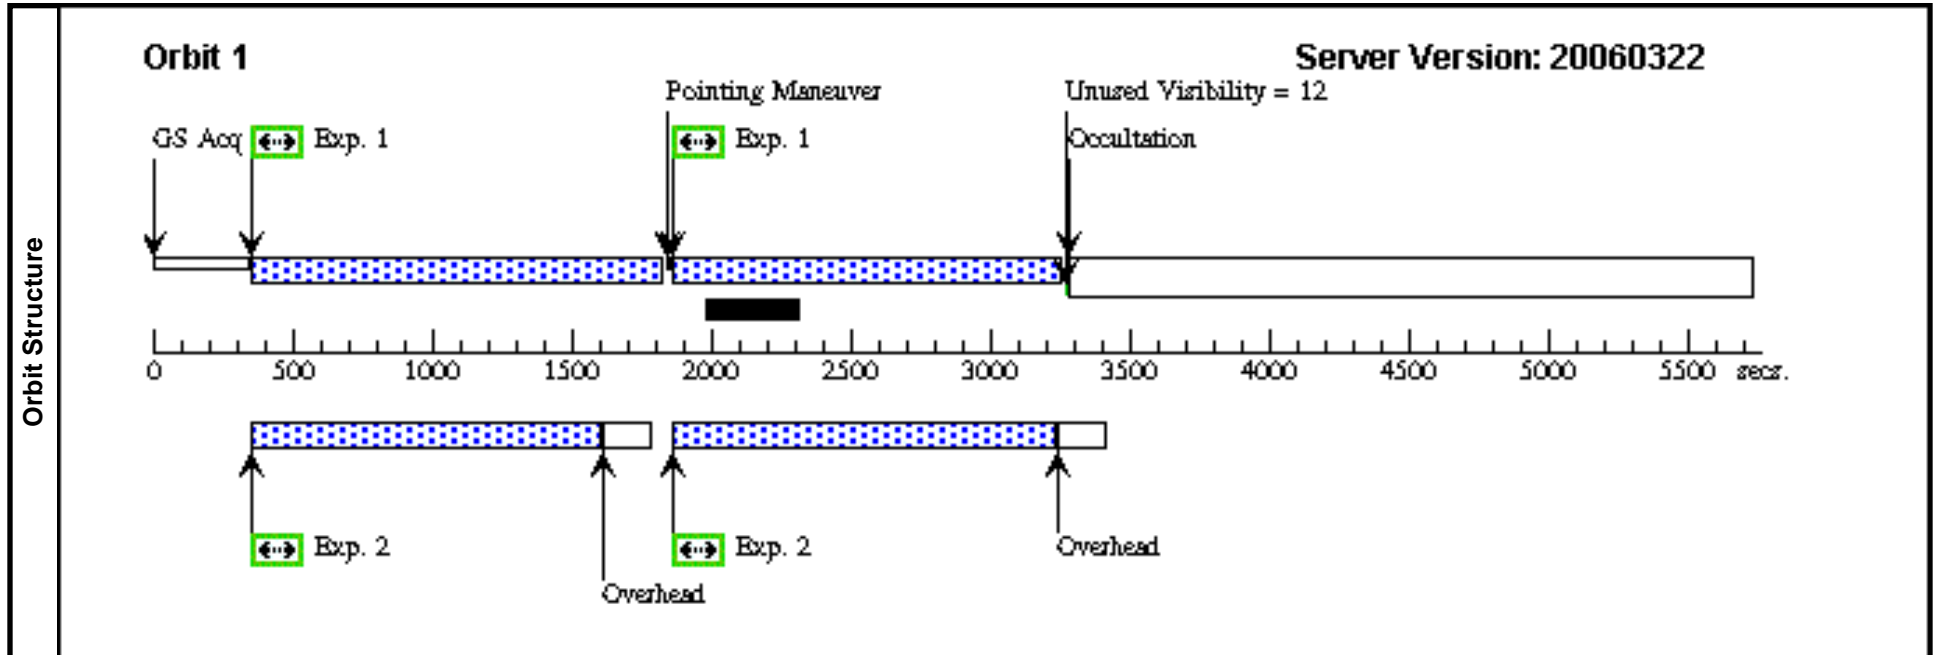 Orbit 1
Server Version: 20060322
Pointing Maneuver
Unused Visibility = 12
GS Acq
Exp. 1
Exp. 1
Occultation
0 500 1000 1500 2000 2500 3000 3500 4000 4500 5000 5500 secs.
Exp. 2
Exp. 2
Overhead
Overhead
Orbit Structure